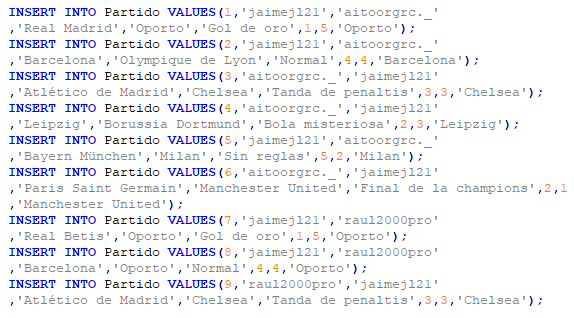 INSERT INTO Partido VALUES(1,'jaimejl21','aitoorgrc._'
,'Real Madrid','Oporto','Gol de oro',1,5,'Oporto');
INSERT INTO Partido VALUES(2,'jaimejl21','aitoorgrc._'
,'Barcelona','Olympique de Lyon','Normal',4,4,'Barcelona');
INSERT INTO Partido VALUES(3,'aitoorgrc._','jaimejl21'
,'Atlético de Madrid','Chelsea','Tanda de penaltis',3,3,'Chelsea');
INSERT INTO Partido VALUES(4,'aitoorgrc._','jaimejl21'
,'Leipzig','Borussia Dortmund','Bola misteriosa',2,3,'Leipzig');
INSERT INTO Partido VALUES(5,'jaimejl21','aitoorgrc._'
,'Bayern München','Milan','Sin reglas',5,2,'Milan');
INSERT INTO Partido VALUES(6,'aitoorgrc._','jaimejl21'
,'Paris Saint Germain','Manchester United','Final de la champions',2,1
,'Manchester United');
INSERT INTO Partido VALUES(7,'jaimejl21','raul2000pro'
,'Real Betis','Oporto','Gol de oro',1,5,'Oporto');
INSERT INTO Partido VALUES(8,'jaimejl21','raul2000pro'
,'Barcelona','Oporto','Normal',4,4,'Oporto');
INSERT INTO Partido VALUES(9,'raul2000pro','jaimejl21'
,'Atlético de Madrid','Chelsea','Tanda de penaltis',3,3,'Chelsea');